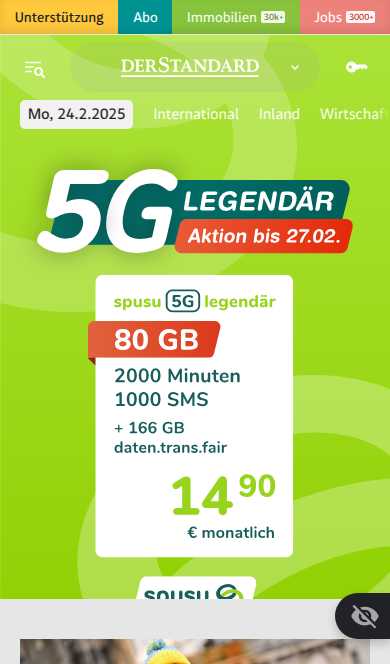 Unterstützung Abo Immobilien 30k+ Jobs 3000+
DERSTANDARD
Mo, 24.2.2025 International Inland Wirtschaf
5G LEGENDÄR
Aktion bis 27.02.
spusu 5G legendär
80 GB
2000 Minuten
1000 SMS
+ 166 GB
daten.trans.fair
14 90
€ monatlich
spusu